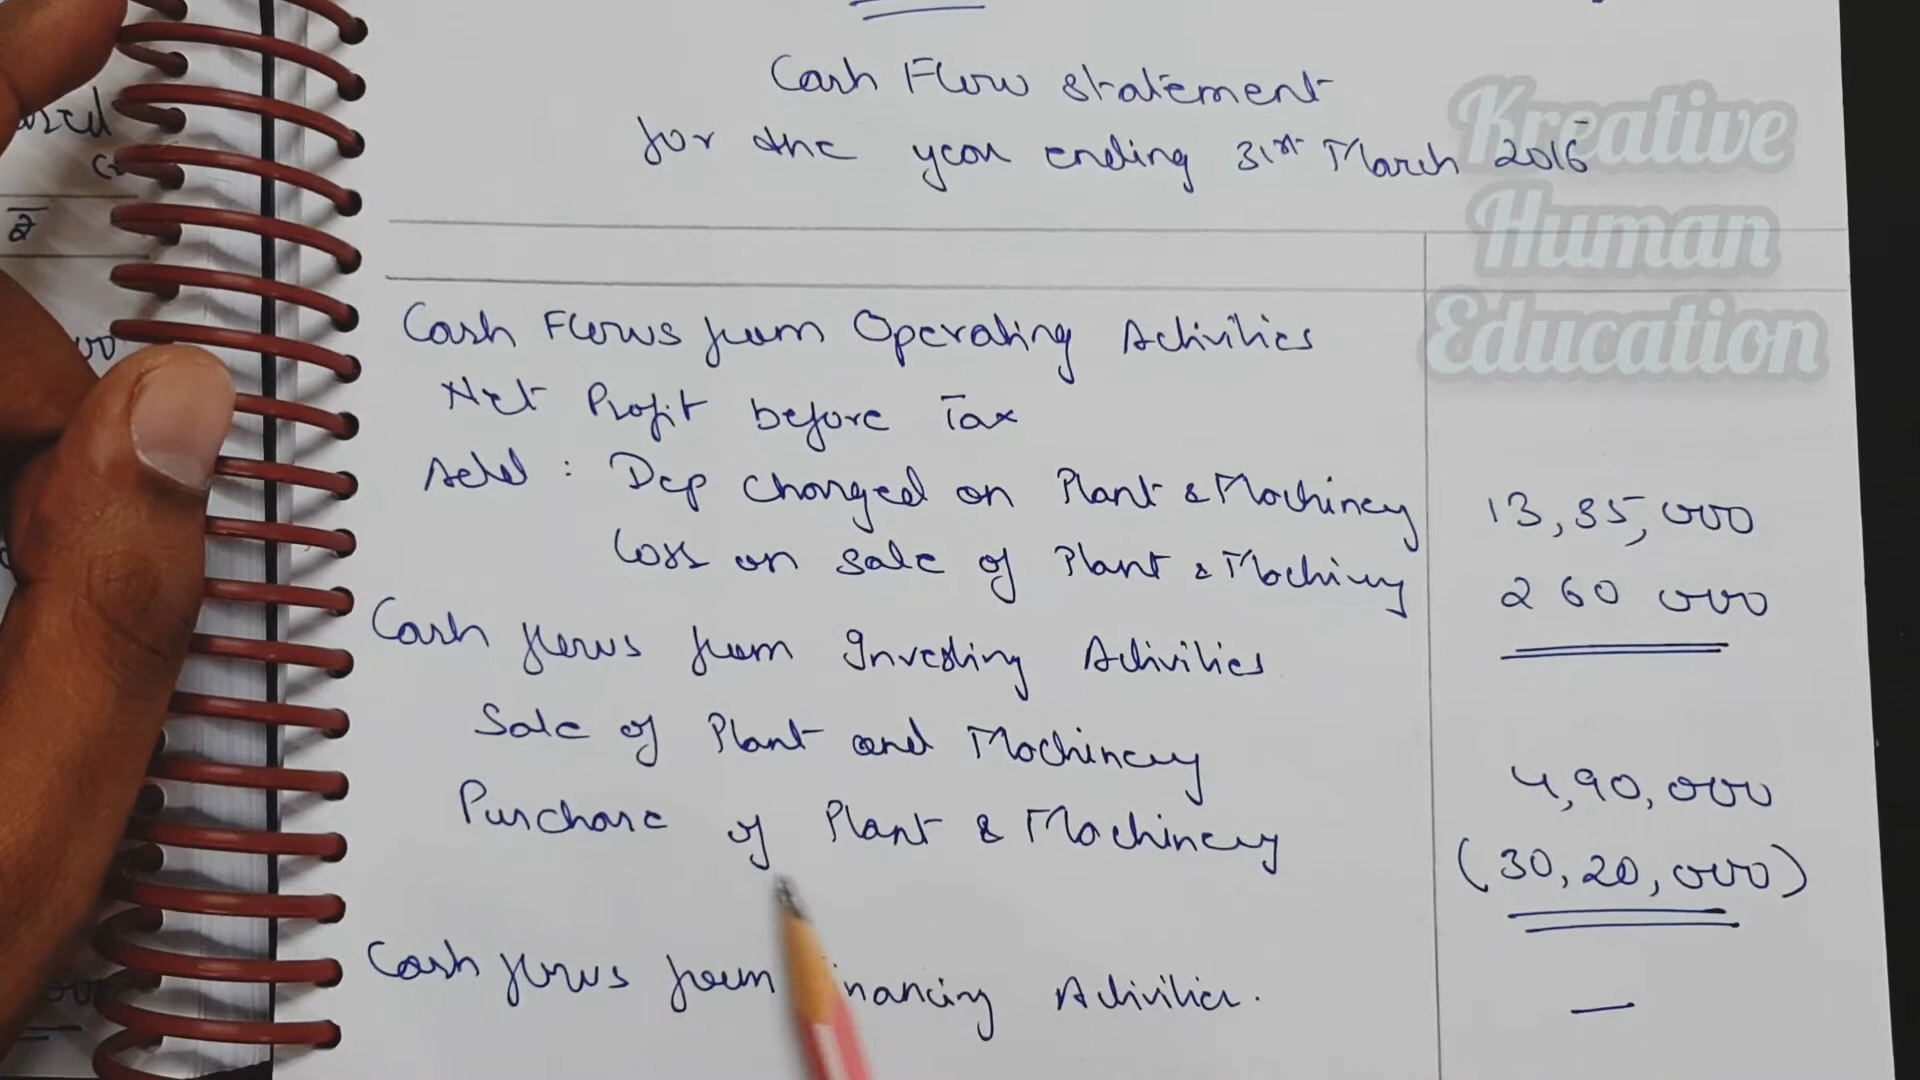 Cash Flow statement
for the year ending 31st March 2016
Kreative
Human
Education
Cash Flows from Operating Activities
Net Profit before Tax
Add : Dep charged on Plant & Machinery 13,35,000
Loss on sale of Plant & Machinery 260 000
Cash flows from Investing Activities
Sale of Plant and Machinery 4,90,000
Purchase of Plant & Machinery (30,20,000)
Cash flows from inancing Activities. —